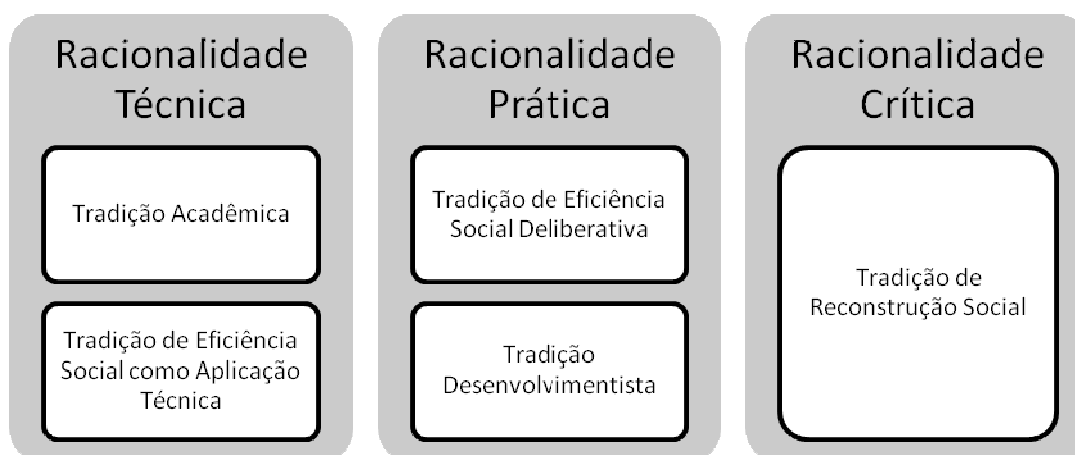 Racionalidade
Técnica
Tradição Acadêmica
Tradição de Eficiência
Social como Aplicação
Técnica
Racionalidade
Prática
Tradição de Eficiência
Social Deliberativa
Tradição
Desenvolvimentista
Racionalidade
Crítica
Tradição de
Reconstrução Social